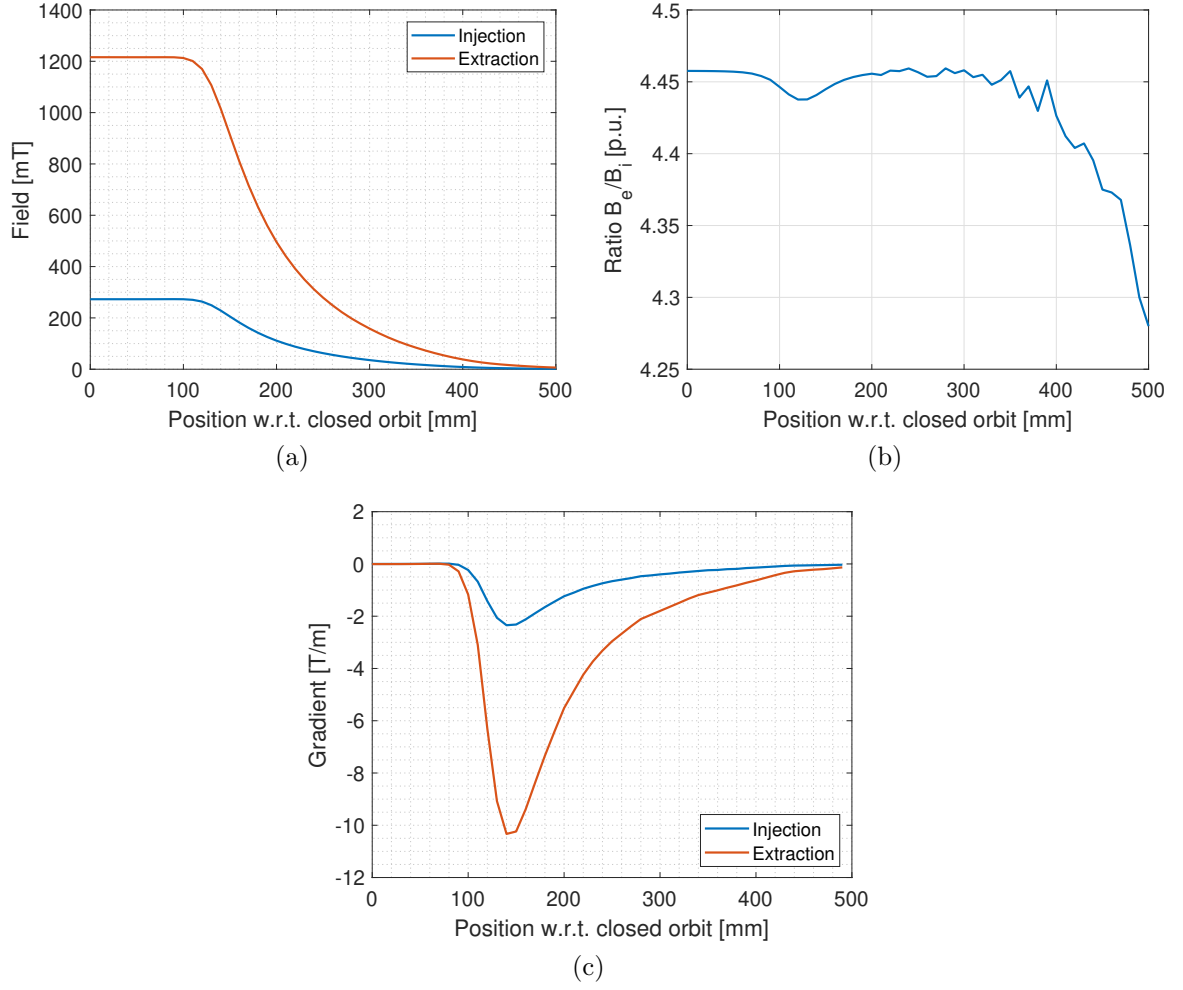 1400
1200
1000
800
600
400
200
0
Field [mT]
Injection
Extraction
0 100 200 300 400 500
Position w.r.t. closed orbit [mm]
(a)
4.5
4.45
4.4
4.35
4.3
4.25
Ratio B_e/B_i [p.u.]
0 100 200 300 400 500
Position w.r.t. closed orbit [mm]
(b)
2
0
-2
-4
-6
-8
-10
-12
Gradient [T/m]
Injection
Extraction
0 100 200 300 400 500
Position w.r.t. closed orbit [mm]
(c)